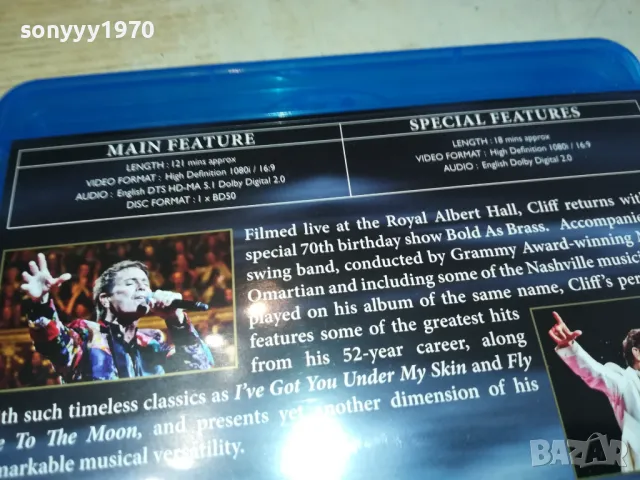 sonyyy1970
MAIN FEATURE
LENGTH : 121 mins approx
VIDEO FORMAT : High Definition 1080i / 16:9
AUDIO : English DTS HD-MA 5.1 Dolby Digital 2.0
DISC FORMAT : 1 x BD50
SPECIAL FEATURES
LENGTH : 18 mins approx
VIDEO FORMAT : High Definition 1080i / 16:9
AUDIO : English Dolby Digital 2.0
Filmed live at the Royal Albert Hall, Cliff returns wi
special 70th birthday show Bold As Brass. Accompani
swing band, conducted by Grammy Award-winning
Omartian and including some of the Nashville musici
played on his album of the same name, Cliff's per
features some of the greatest hits
from his 52-year career, along
ith such timeless classics as I've Got You Under My Skin and Fly
e To The Moon, and presents yet another dimension of his
markable musical versatility.
BAZAR